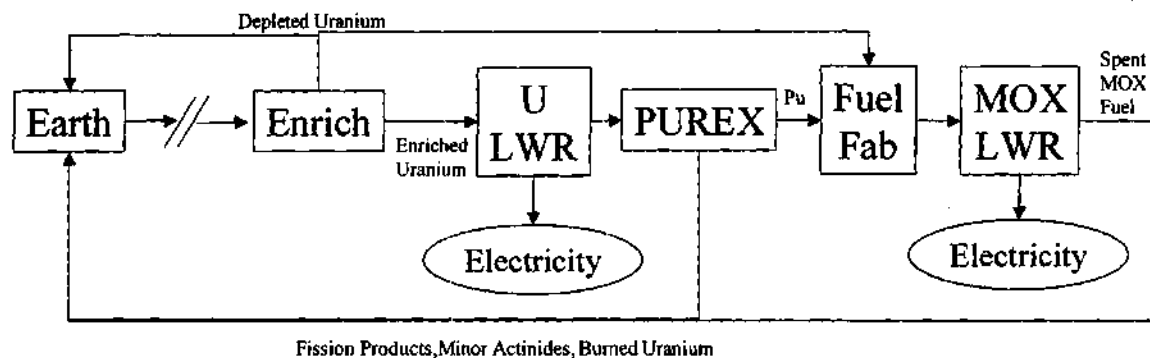 Depleted Uranium
Earth
Enrich
Enriched
Uranium
U
LWR
PUREX
Pu
Fuel
Fab
MOX
LWR
Spent
MOX
Fuel
Electricity
Electricity
Fission Products, Minor Actinides, Burned Uranium